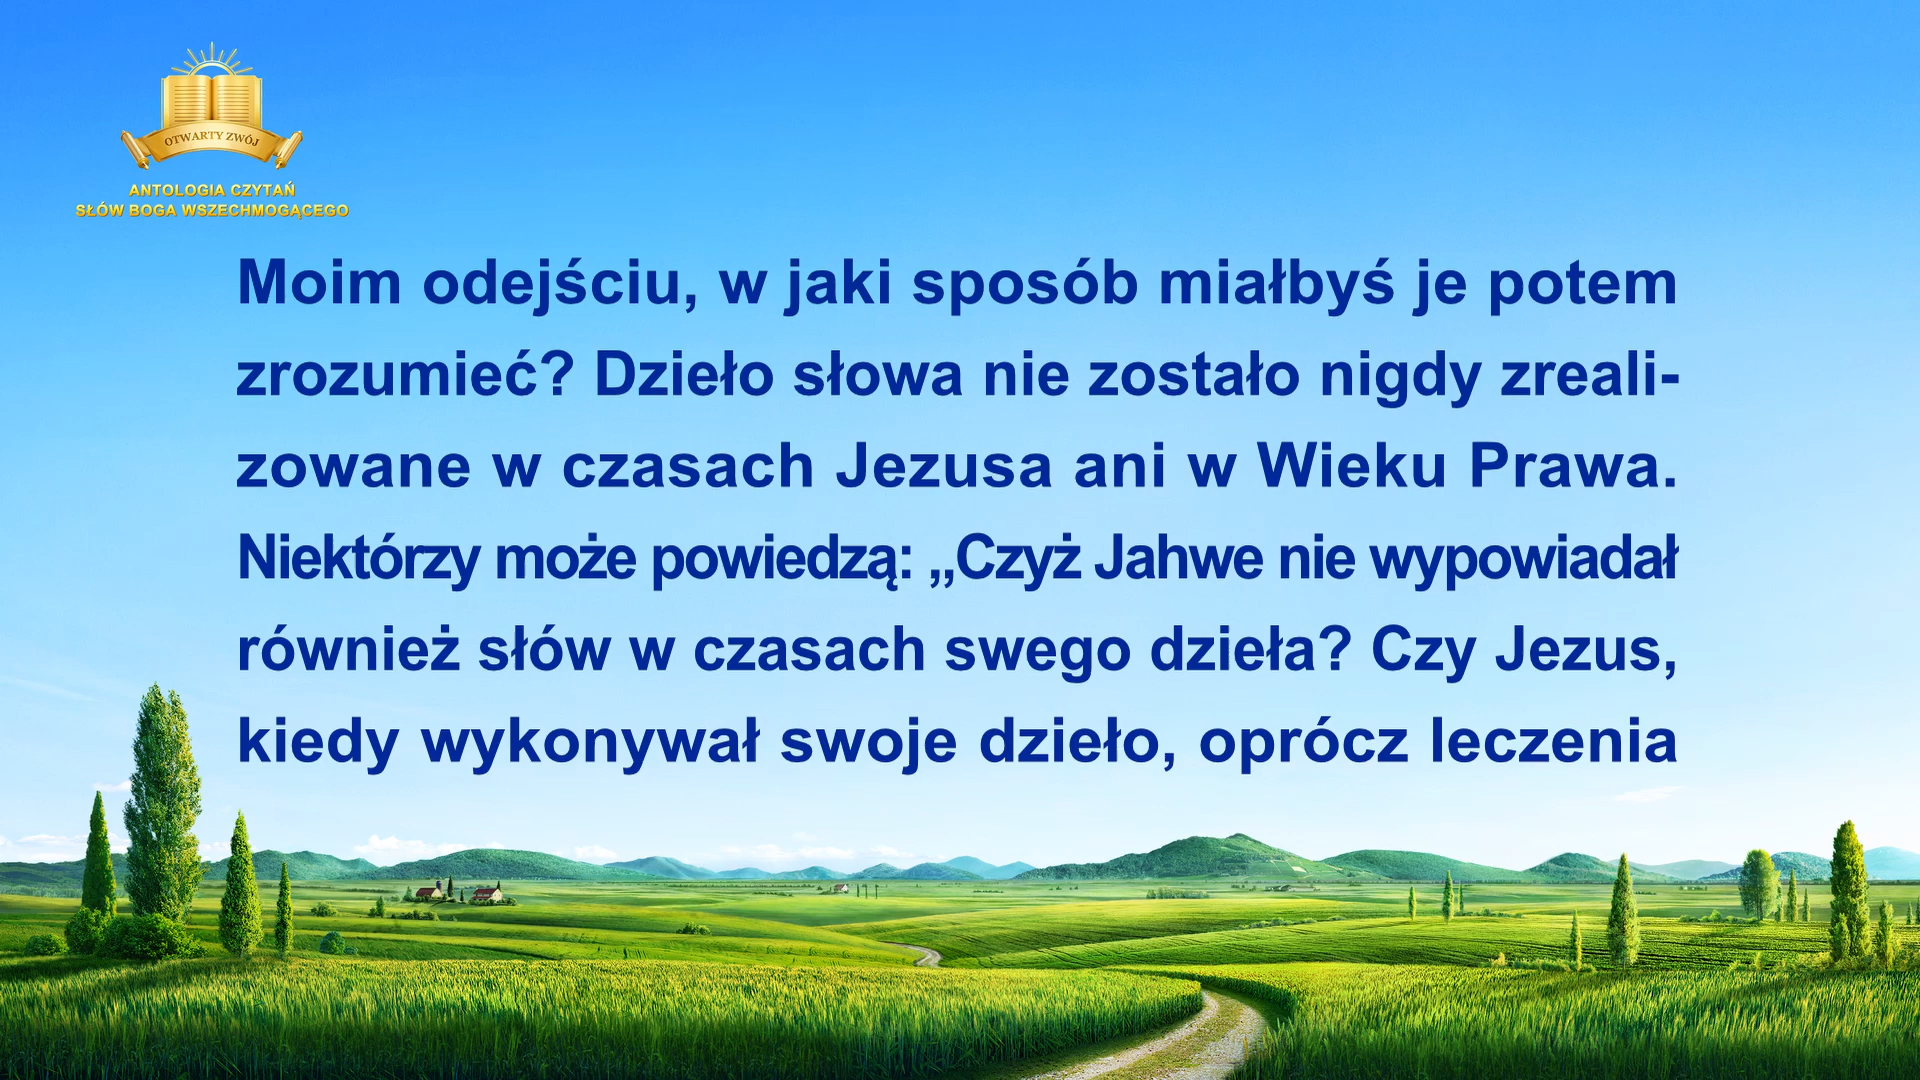 OTWARTY ZWÓJ
ANTOLOGIA CZYTAŃ
SŁÓW BOGA WSZECHMOGĄCEGO
Moim odejściu, w jaki sposób miałbyś je potem
zrozumieć? Dzieło słowa nie zostało nigdy zreali-
zowane w czasach Jezusa ani w Wieku Prawa.
Niektórzy może powiedzą: „Czyż Jahwe nie wypowiadał
również słów w czasach swego dzieła? Czy Jezus,
kiedy wykonywał swoje dzieło, oprócz leczenia